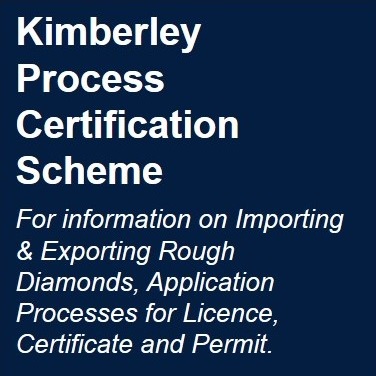 Kimberley
Process
Certification
Scheme
For information on Importing
& Exporting Rough
Diamonds, Application
Processes for Licence,
Certificate and Permit.